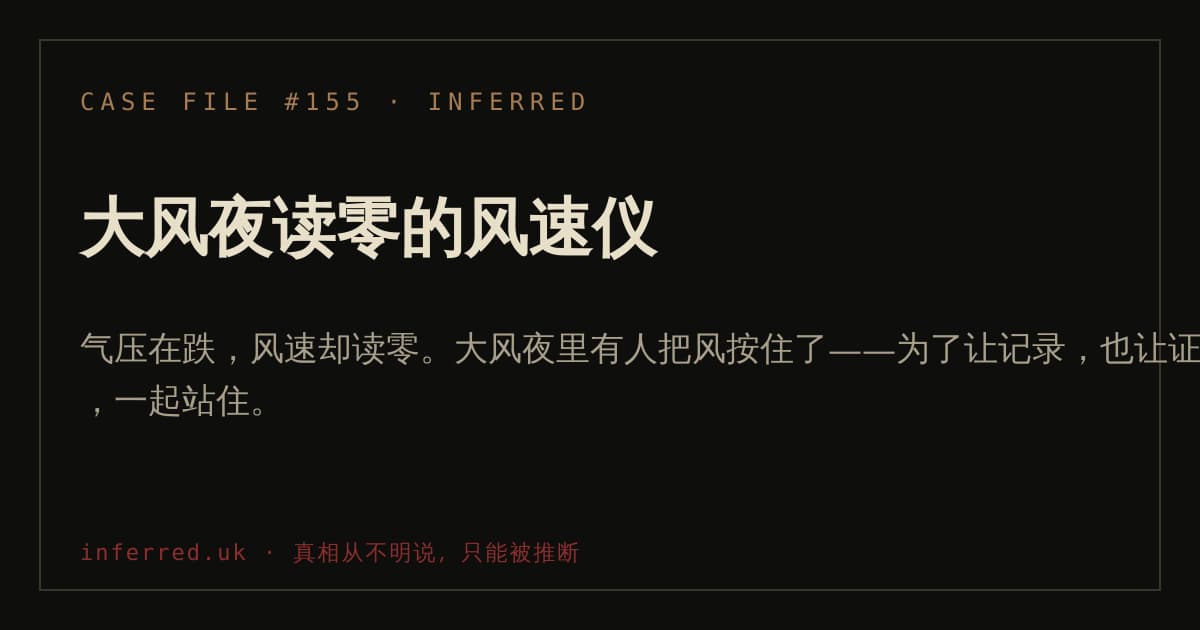 CASE FILE #155 · INFERRED
大风夜读零的风速仪
气压在跌，风速却读零。大风夜里有人把风按住了——为了让记录，也让证
，一起站住。
inferred.uk · 真相从不明说，只能被推断